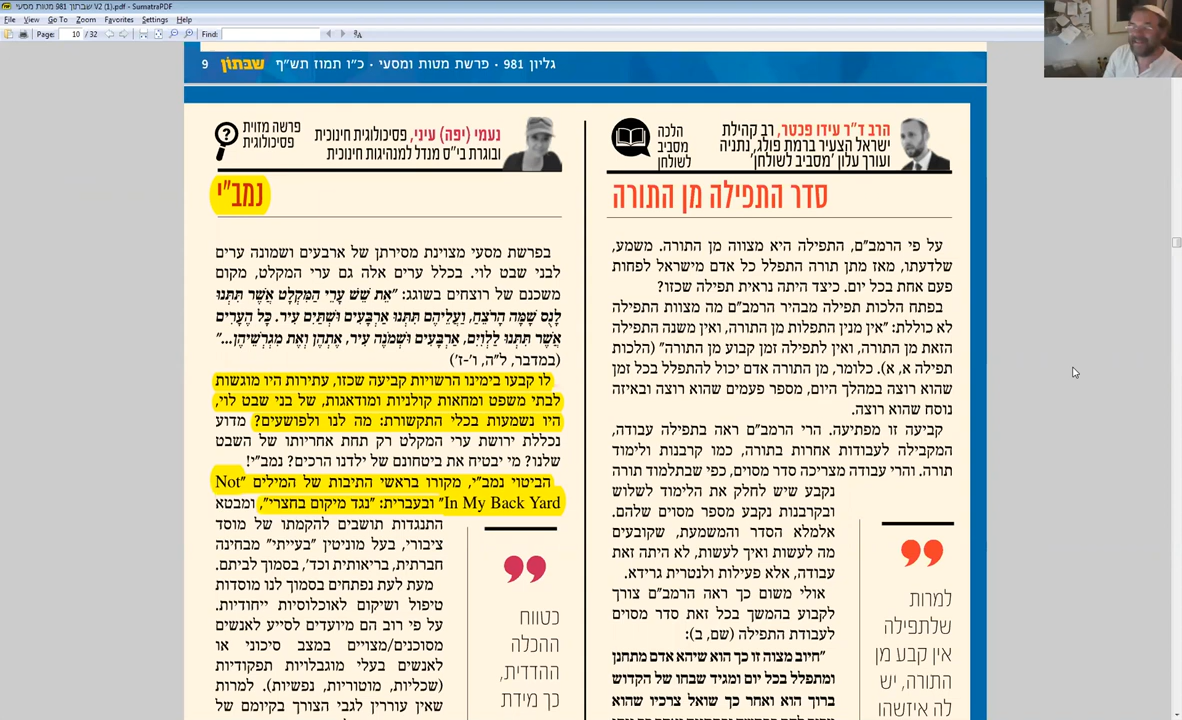 שבתון 981 מטות מסעי V2 (1).pdf - SumatraPDF
File View Go To Zoom Favorites Settings Help
Page: 10 / 32 Find:
גליון 981 • פרשת מטות ומסעי • כ"ו תמוז תש"ף שבתון 9
הרב ד"ר עידו פכטר, רב קהילת
ישראל הצעיר ברמת פולג, נתניה
ועורך עלון 'מסביב לשולחן'
הלכה
מסביב
לשולחן
סדר התפילה מן התורה
על פי הרמב"ם, התפילה היא מצווה מן התורה. משמע,
שלדעתו, מאז מתן תורה התפלל כל אדם מישראל לפחות
פעם אחת בכל יום. כיצד היתה נראית תפילה שכזו?
בפתח הלכות תפילה מבהיר הרמב"ם מה מצוות התפילה
לא כוללת: "אין מנין התפלות מן התורה, ואין משנה התפילה
הזאת מן התורה, ואין לתפילה זמן קבוע מן התורה" (הלכות
תפילה א, א). כלומר, מן התורה אדם יכול להתפלל בכל זמן
שהוא רוצה במהלך היום, מספר פעמים שהוא רוצה ובאיזה
נוסח שהוא רוצה.
קביעה זו מפתיעה. הרי הרמב"ם ראה בתפילה עבודה,
בדומה לעבודות אחרות בתורה, כמו קרבנות ולימוד
תורה. והרי עבודה מצריכה סדר מסוים, כפי שבתלמוד תורה
נקבע שיש לחלק את הלימוד לשלוש
ובקרבנות נקבע מספר מסוים שלהם.
אלמלא הסדר והמשמעת, שקובעים
מה לעשות ואיך לעשות, לא היתה זאת
עבודה, אלא פעילות ולנטרית גרידא.
אולי משום כך ראה הרמב"ם צורך
לקבוע בהמשך בכל זאת סדר מסוים
לעבודת התפילה (שם, ב):
"חיוב מצוה זו כך הוא שיהא אדם מתחנן
ומתפלל בכל יום ומגיד שבחו של הקדוש
ברוך הוא ואחר כך שואל צרכיו שהוא
למרות
שלתפילה
אין קבע מן
התורה, יש
לה איזשהו
נעמי (יפה) עיני, פסיכולוגית חינוכית
ובוגרת בי"ס מנדל למנהיגות חינוכית
פרשה מזוית
פסיכולוגית
נמב"י
בפרשת מסעי מצוינת מסירתן של ארבעים ושמונה ערים
לבני שבט לוי. בכלל ערים אלה גם ערי המקלט, מקום
משכנם של רוצחים בשוגג: "אֵת שֵׁשׁ עָרֵי הַמִּקְלָט אֲשֶׁר תִּתְּנוּ
לָנֻס שָׁמָּה הָרֹצֵחַ, וַעֲלֵיהֶם תִּתְּנוּ אַרְבָּעִים וּשְׁתַּיִם עִיר. כָּל הֶעָרִים
אֲשֶׁר תִּתְּנוּ לַלְוִיִּם, אַרְבָּעִים וּשְׁמֹנֶה עִיר, אֶתְהֶן וְאֶת מִגְרְשֵׁיהֶן..."
(במדבר, ל"ה, ו'-ז')
לו קבעו בימינו הרשויות קביעה שכזו, עתירות היו מוגשות
לבתי משפט ומחאות קולניות ומודאגות, של בני שבט לוי,
היו נשמעות בכלי התקשורת: מה לנו ולפושעים? מדוע
נכללת ירושת ערי המקלט רק תחת אחריותו של השבט
שלנו? מי יבטיח את ביטחונם של ילדנו הרכים? נמב"י!
הביטוי נמב"י, מקורו בראשי התיבות של המילים "Not
In My Back Yard" ובעברית: "נגד מיקום בחצרי", ומבטא
התנגדות תושבים להקמתו של מוסד
ציבורי, בעל מוניטין "בעייתי" מבחינה
חברתית, בריאותית וכד', בסמוך לביתם.
מעת לעת נפתחים בסמוך לנו מוסדות
טיפול ושיקום לאוכלוסיות ייחודיות.
על פי רוב הם מיועדים לסייע לאנשים
מסוכנים/מצויים במצב סיכוני או
לאנשים בעלי מוגבלויות תפקודיות
(שכליות, מוטוריות, נפשיות). למרות
שאין עוררין לגבי הצורך בקיומם של
כטווח
ההכלה
ההדדית,
כך מידת